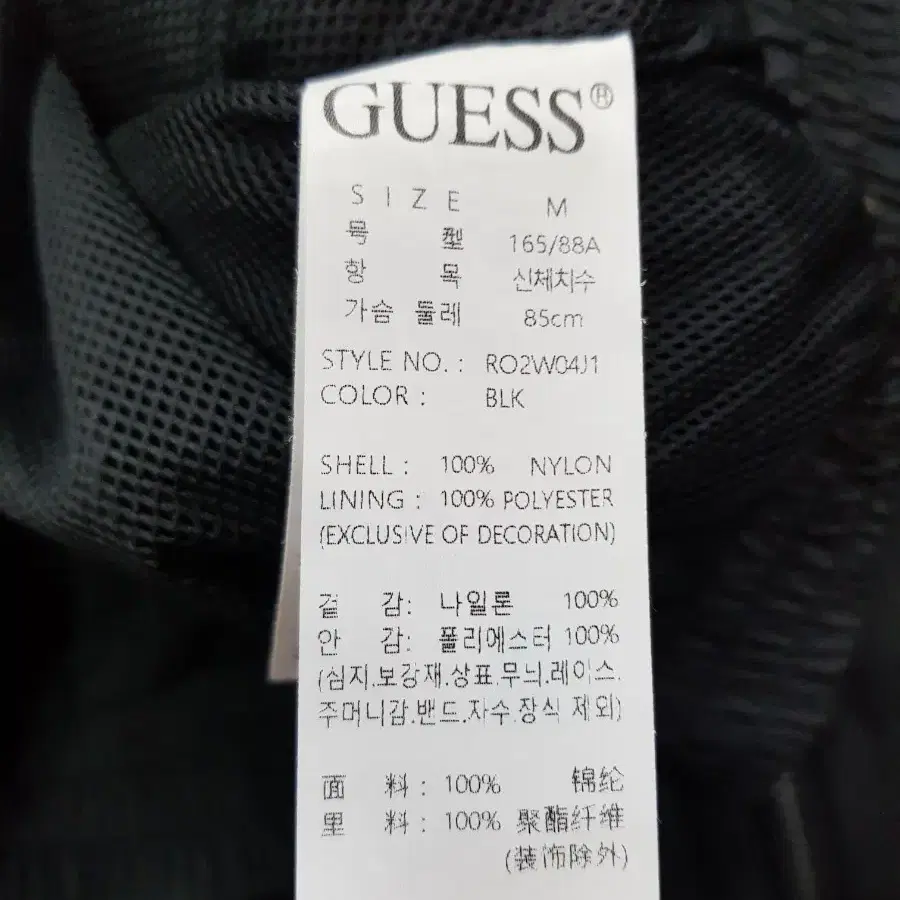 GUESS®
SIZE M
号 型 165/88A
항 목 신체치수
가슴 둘레 85cm
STYLE NO. : RO2W04J1
COLOR : BLK
SHELL : 100% NYLON
LINING : 100% POLYESTER
(EXCLUSIVE OF DECORATION)
겉 감: 나일론 100%
안 감: 폴리에스터 100%
(심지.보강재.상표.무늬.레이스.
주머니감.밴드.자수.장식 제외)
面 料 : 100% 锦纶
里 料 : 100% 聚酯纤维
(装饰除外)